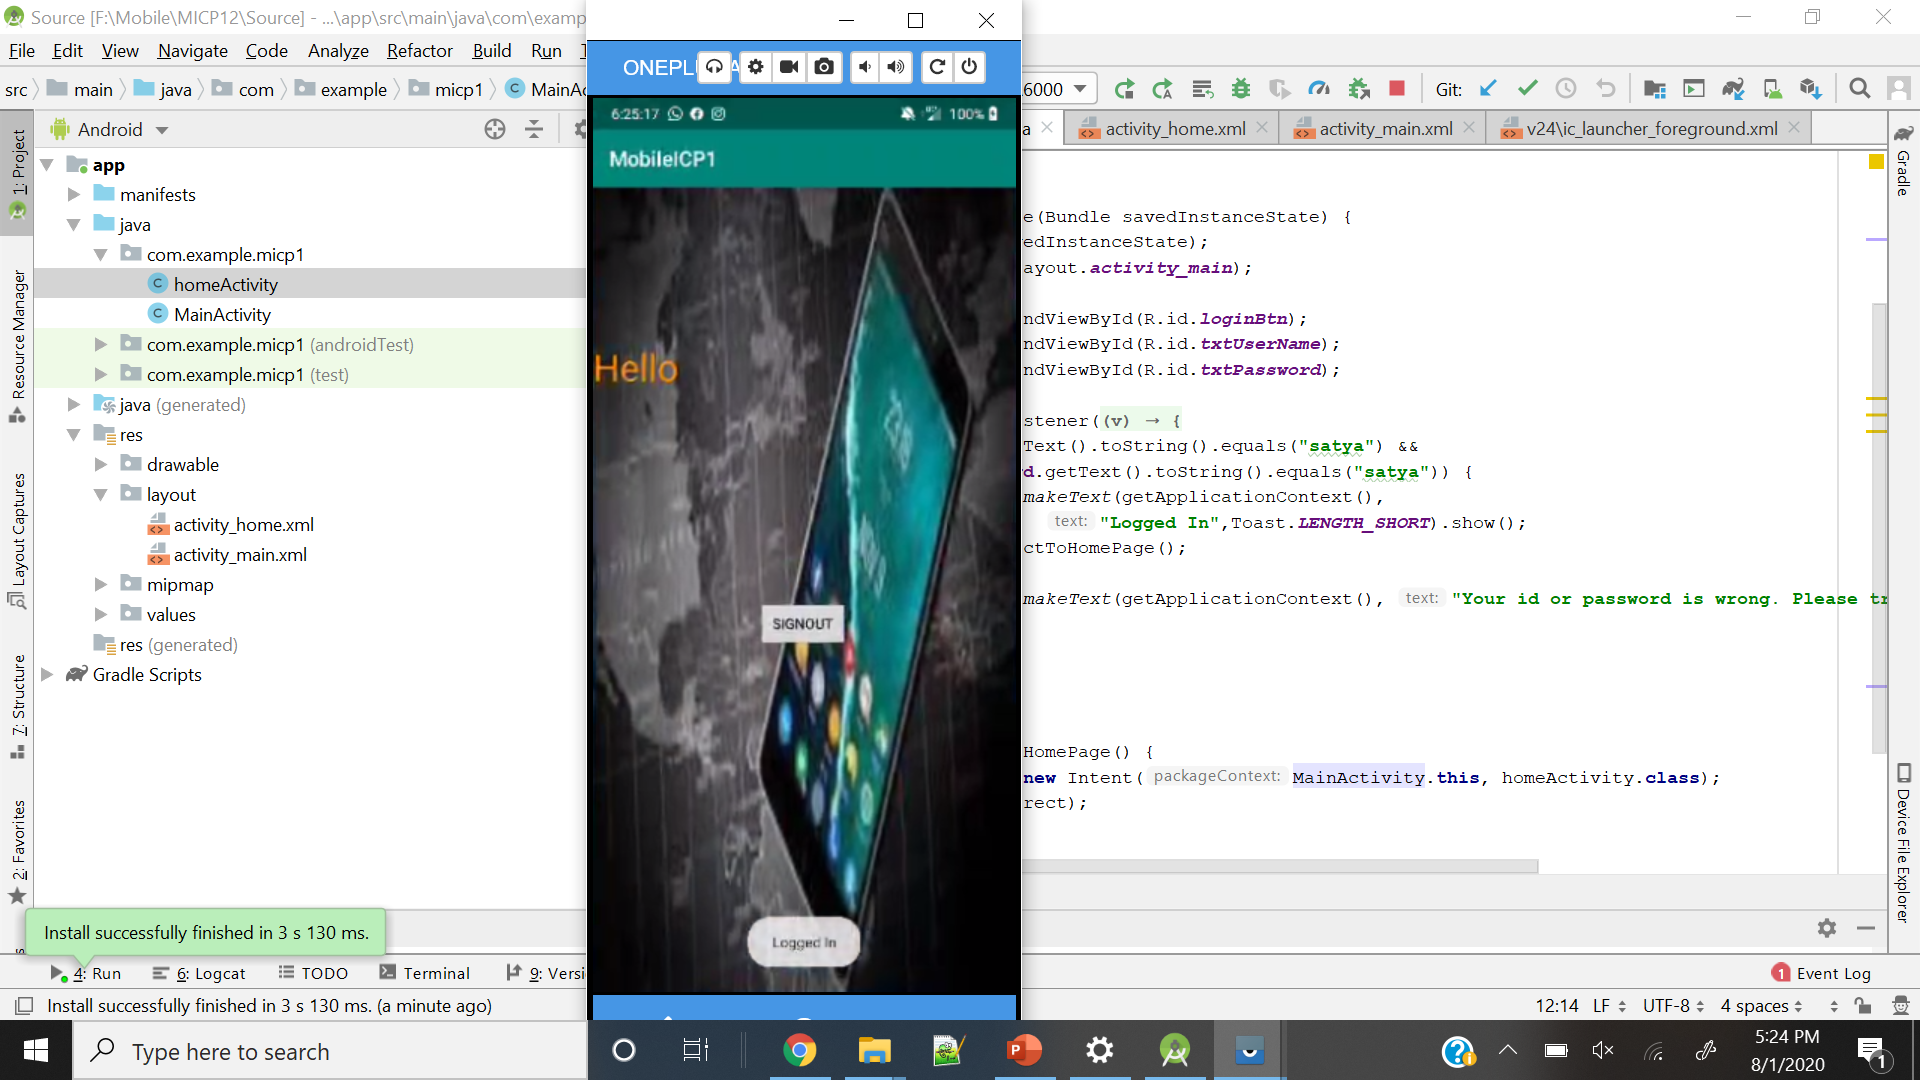 Source [F:\Mobile\MICP12\Source] - ...\app\src\main\java\com\examp
File Edit View Navigate Code Analyze Refactor Build Run
src main java com example micp1 MainAc
6000 Git:
Android
activity_home.xml activity_main.xml v24\ic_launcher_foreground.xml
app
manifests
java
com.example.micp1
homeActivity
MainActivity
com.example.micp1 (androidTest)
com.example.micp1 (test)
java (generated)
res
drawable
layout
activity_home.xml
activity_main.xml
mipmap
values
res (generated)
Gradle Scripts
1: Project
Resource Manager
Layout Captures
7: Structure
2: Favorites
ONEPL
6:25:17 100%
MobileICP1
Hello
SIGNOUT
Logged In
e(Bundle savedInstanceState) {
edInstanceState);
ayout.activity_main);
ndViewById(R.id.loginBtn);
ndViewById(R.id.txtUserName);
ndViewById(R.id.txtPassword);
stener((v) → {
Text().toString().equals("satya") &&
d.getText().toString().equals("satya")) {
makeText(getApplicationContext(),
text: "Logged In",Toast.LENGTH_SHORT).show();
ctToHomePage();
makeText(getApplicationContext(), text: "Your id or password is wrong. Please tr
HomePage() {
new Intent( packageContext: MainActivity.this, homeActivity.class);
rect);
Gradle
Device File Explorer
Install successfully finished in 3 s 130 ms.
4: Run 6: Logcat TODO Terminal 9: Versi
1 Event Log
Install successfully finished in 3 s 130 ms. (a minute ago)
12:14 LF UTF-8 4 spaces
Type here to search
5:24 PM
8/1/2020
1